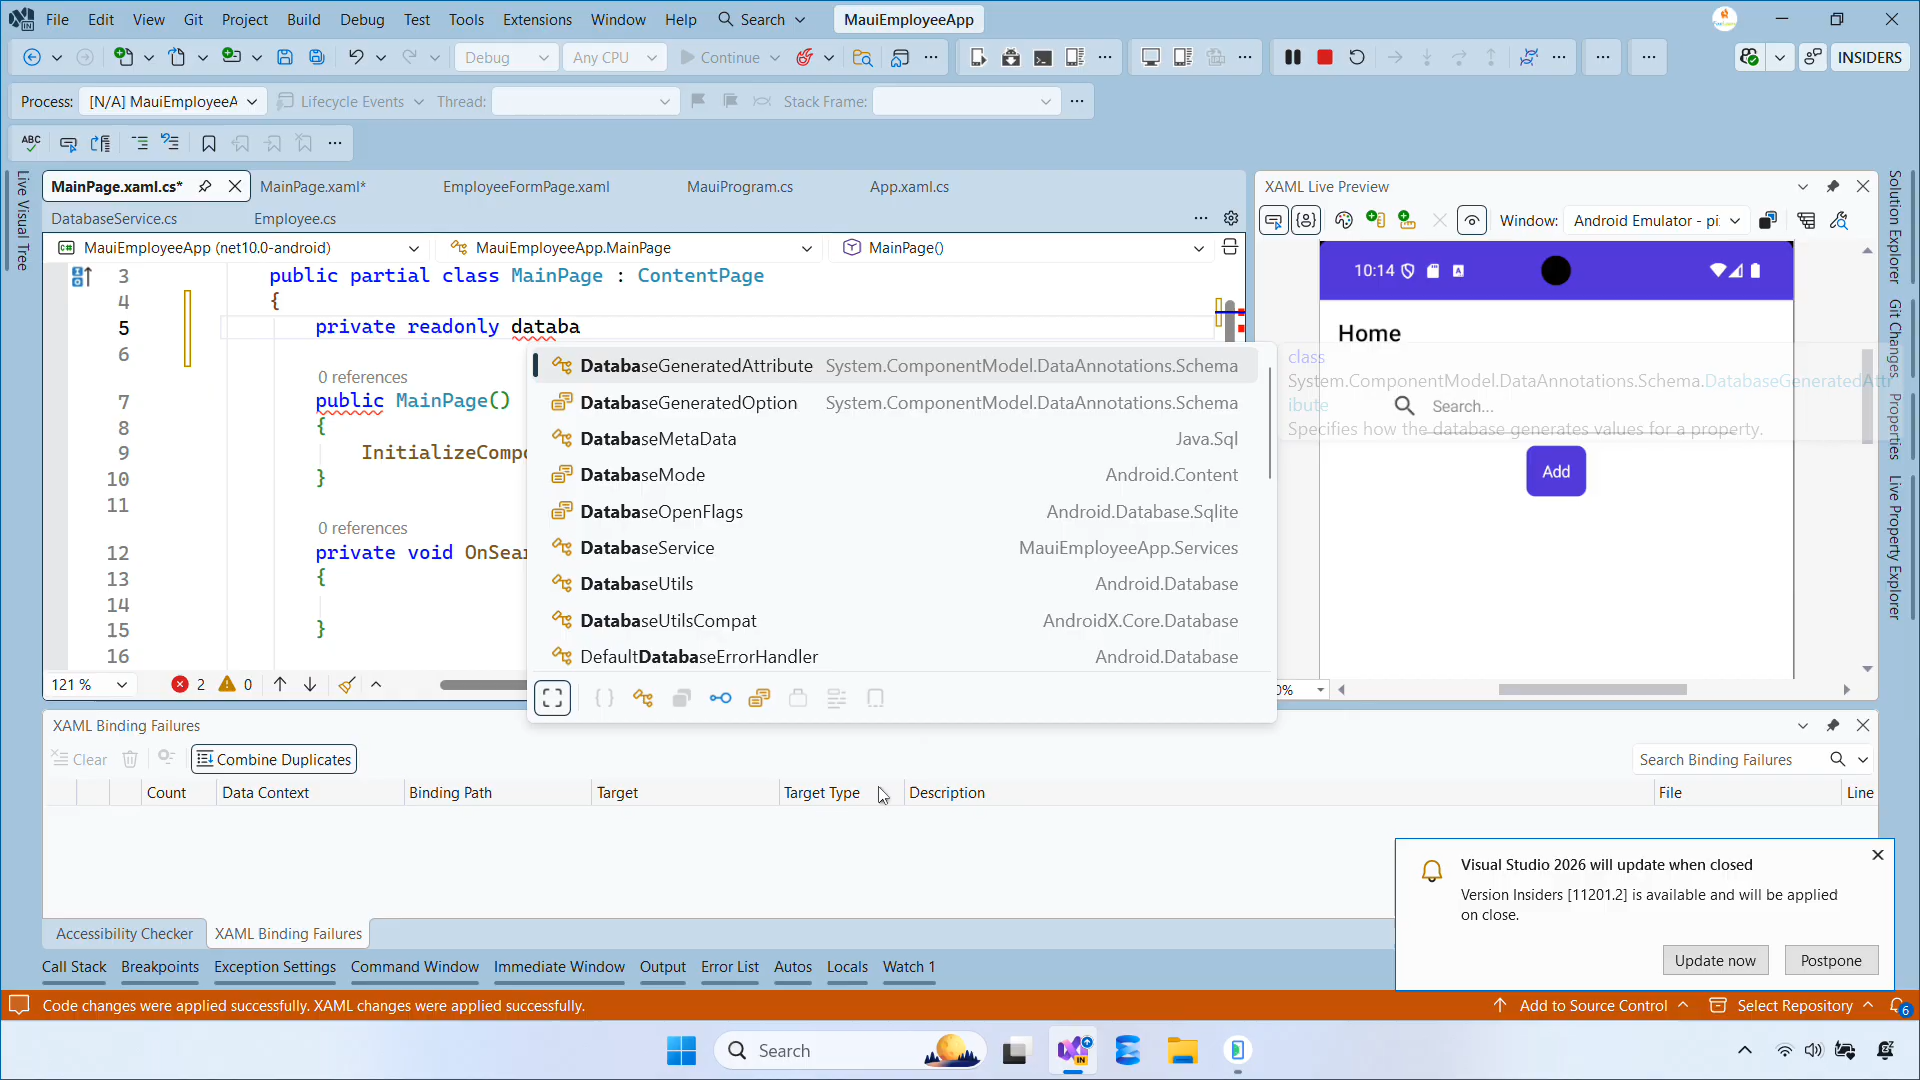 File Edit View Git Project Build Debug Test Tools Extensions Window Help Search MauiEmployeeApp
Debug Any CPU Continue INSIDERS
Process: [N/A] MauiEmployeeA Lifecycle Events Thread: Stack Frame:
ABC
MainPage.xaml.cs* MainPage.xaml* EmployeeFormPage.xaml MauiProgram.cs App.xaml.cs
DatabaseService.cs Employee.cs
MauiEmployeeApp (net10.0-android) MauiEmployeeApp.MainPage MainPage()
3 public partial class MainPage : ContentPage
4 {
5 private readonly databa
6
0 references
7 public MainPage()
8 {
9 InitializeCompo
10 }
11
0 references
12 private void OnSear
13 {
14
15 }
16
DatabaseGeneratedAttribute System.ComponentModel.DataAnnotations.Schema
DatabaseGeneratedOption System.ComponentModel.DataAnnotations.Schema
DatabaseMetaData Java.Sql
DatabaseMode Android.Content
DatabaseOpenFlags Android.Database.Sqlite
DatabaseService MauiEmployeeApp.Services
DatabaseUtils Android.Database
DatabaseUtilsCompat AndroidX.Core.Database
DefaultDatabaseErrorHandler Android.Database
121 % 2 0
Live Visual Tree
XAML Live Preview
Window: Android Emulator - pi
10:14
Home
class
System.ComponentModel.DataAnnotations.Schema.DatabaseGeneratedAttr
ibute
Search...
Specifies how the database generates values for a property.
Add
0%
Solution Explorer
Git Changes
Properties
Live Property Explorer
XAML Binding Failures
Clear Combine Duplicates Search Binding Failures
Count Data Context Binding Path Target Target Type Description File Line
Visual Studio 2026 will update when closed
Version Insiders [11201.2] is available and will be applied
on close.
Update now Postpone
Accessibility Checker XAML Binding Failures
Call Stack Breakpoints Exception Settings Command Window Immediate Window Output Error List Autos Locals Watch 1
Code changes were applied successfully. XAML changes were applied successfully. Add to Source Control Select Repository 6
Search IN